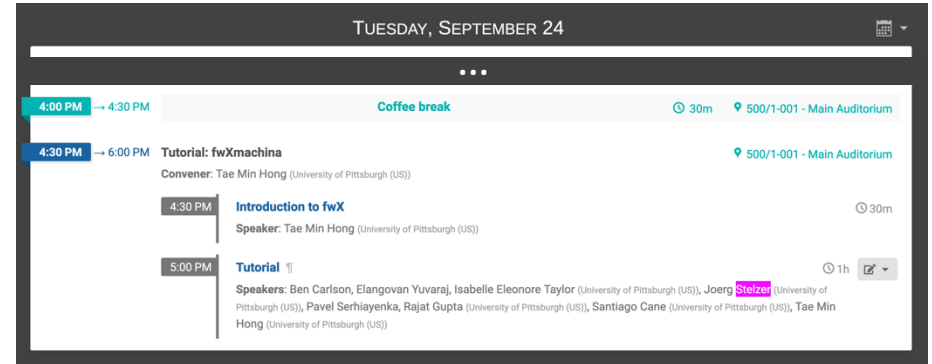 TUESDAY, SEPTEMBER 24
•••
4:00 PM → 4:30 PM Coffee break 30m 500/1-001 - Main Auditorium
4:30 PM → 6:00 PM Tutorial: fwXmachina 500/1-001 - Main Auditorium
Convener: Tae Min Hong (University of Pittsburgh (US))
4:30 PM Introduction to fwX 30m
Speaker: Tae Min Hong (University of Pittsburgh (US))
5:00 PM Tutorial ¶ 1h
Speakers: Ben Carlson, Elangovan Yuvaraj, Isabelle Eleonore Taylor (University of Pittsburgh (US)), Joerg Stelzer (University of
Pittsburgh (US)), Pavel Serhiayenka, Rajat Gupta (University of Pittsburgh (US)), Santiago Cane (University of Pittsburgh (US)), Tae Min
Hong (University of Pittsburgh (US))